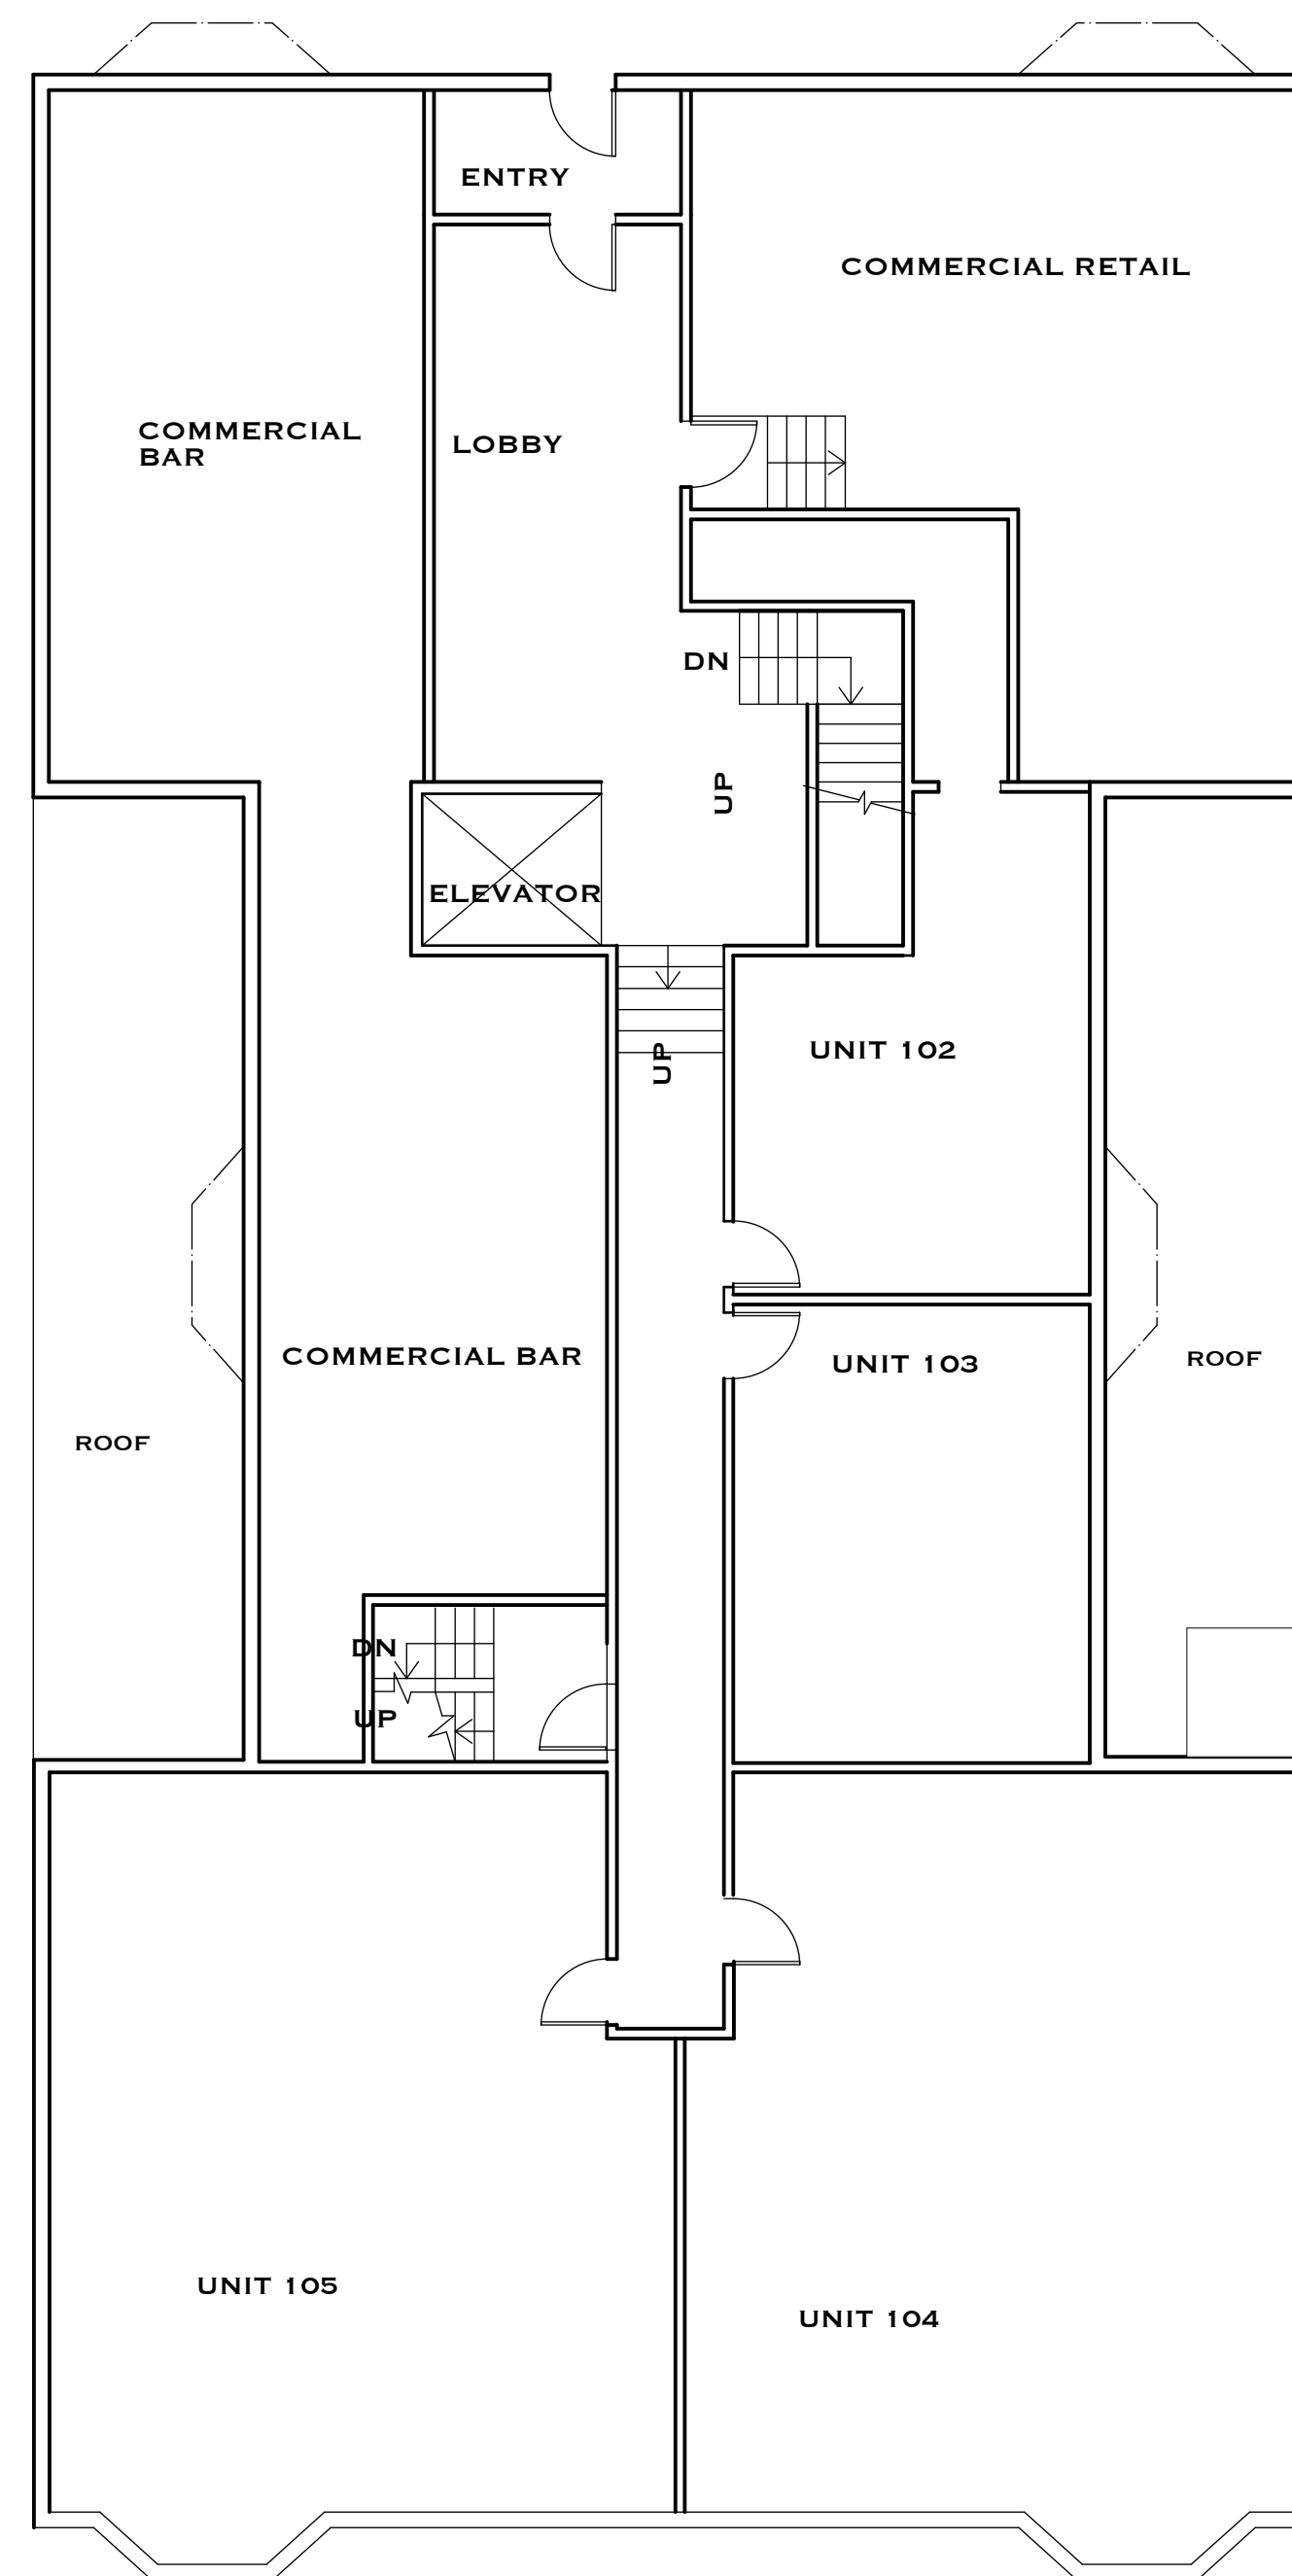 ENTRY
COMMERCIAL RETAIL
COMMERCIAL
BAR
LOBBY
DN
UP
ELEVATOR
UNIT 102
UP
COMMERCIAL BAR
UNIT 103
ROOF
ROOF
DN
UP
UNIT 105
UNIT 104